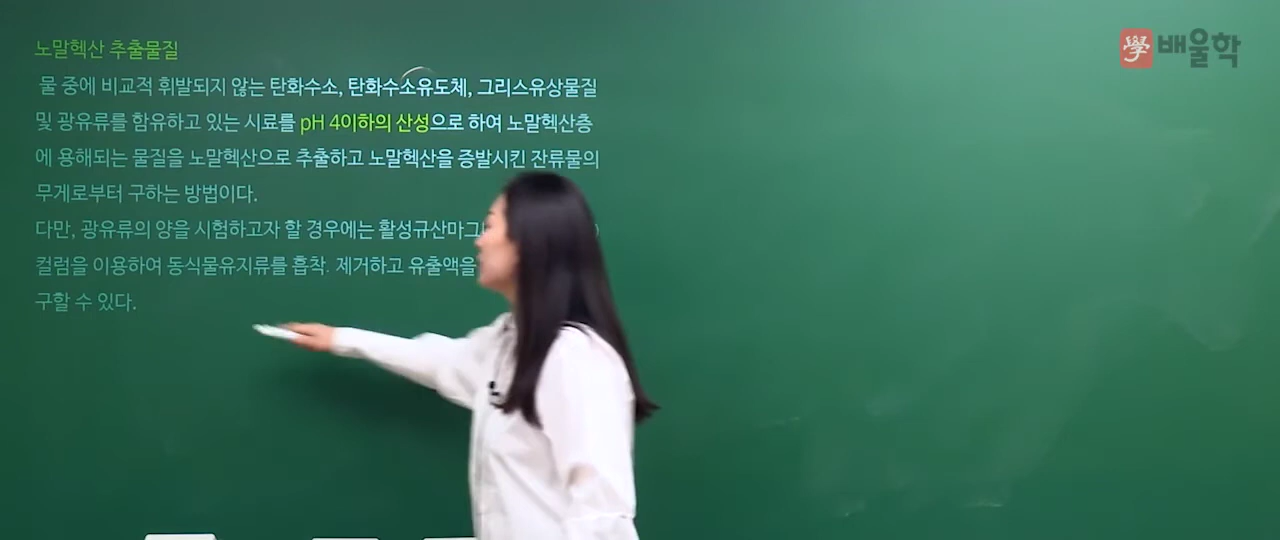 노말헥산 추출물질
學 배울학
물 중에 비교적 휘발되지 않는 탄화수소, 탄화수소유도체, 그리스유상물질
및 광유류를 함유하고 있는 시료를 pH 4이하의 산성으로 하여 노말헥산층
에 용해되는 물질을 노말헥산으로 추출하고 노말헥산을 증발시킨 잔류물의
무게로부터 구하는 방법이다.
다만, 광유류의 양을 시험하고자 할 경우에는
컬럼을 이용하여 동식물유지류를 흡착. 제거하고 유출액을
구할 수 있다.